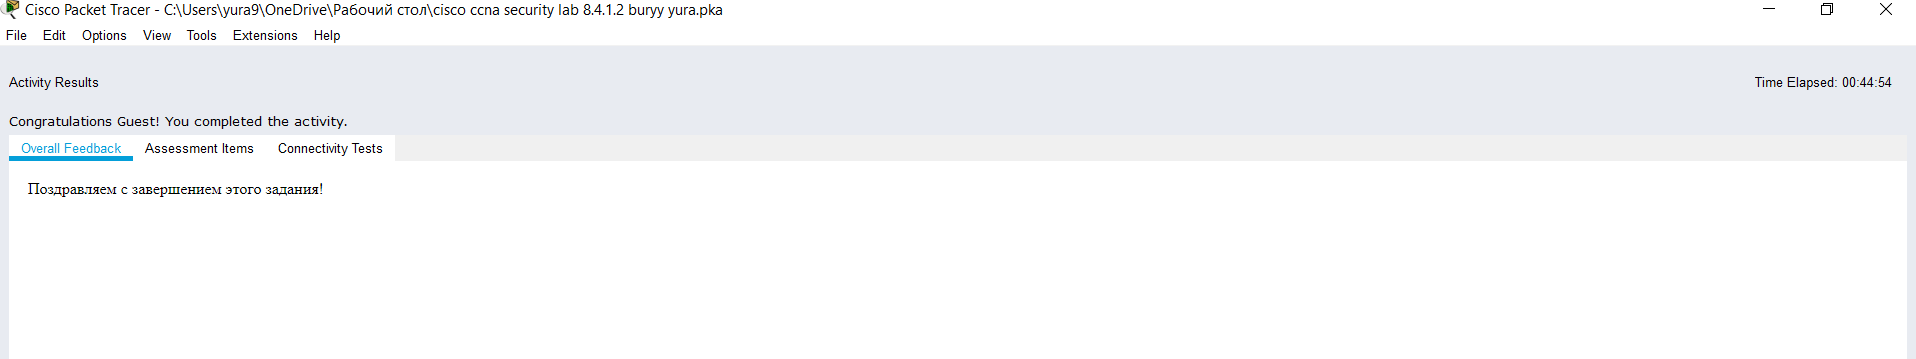 Cisco Packet Tracer - C:\Users\yura9\OneDrive\Рабочий стол\cisco ccna security lab 8.4.1.2 buryy yura.pka
File Edit Options View Tools Extensions Help
Activity Results Time Elapsed: 00:44:54
Congratulations Guest! You completed the activity.
Overall Feedback Assessment Items Connectivity Tests
Поздравляем с завершением этого задания!